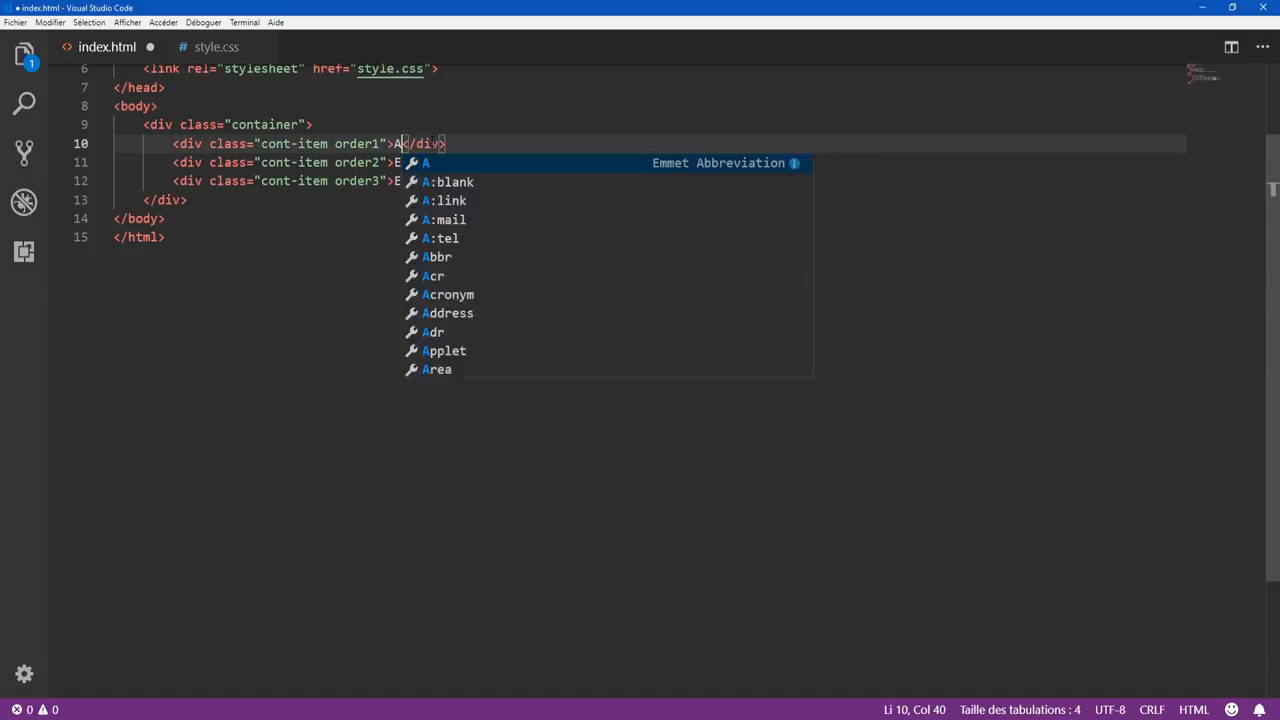 index.html - Visual Studio Code
Fichier Modifier Sélection Afficher Accéder Déboguer Terminal Aide
index.html style.css
1
6 <link rel="stylesheet" href="style.css">
7 </head>
8 <body>
9 <div class="container">
10 <div class="cont-item order1">A</div>
11 <div class="cont-item order2">E
12 <div class="cont-item order3">E
13 </div>
14 </body>
15 </html>
A Emmet Abbreviation
A:blank
A:link
A:mail
A:tel
Abbr
Acr
Acronym
Address
Adr
Applet
Area
0 0 Li 10, Col 40 Taille des tabulations : 4 UTF-8 CRLF HTML